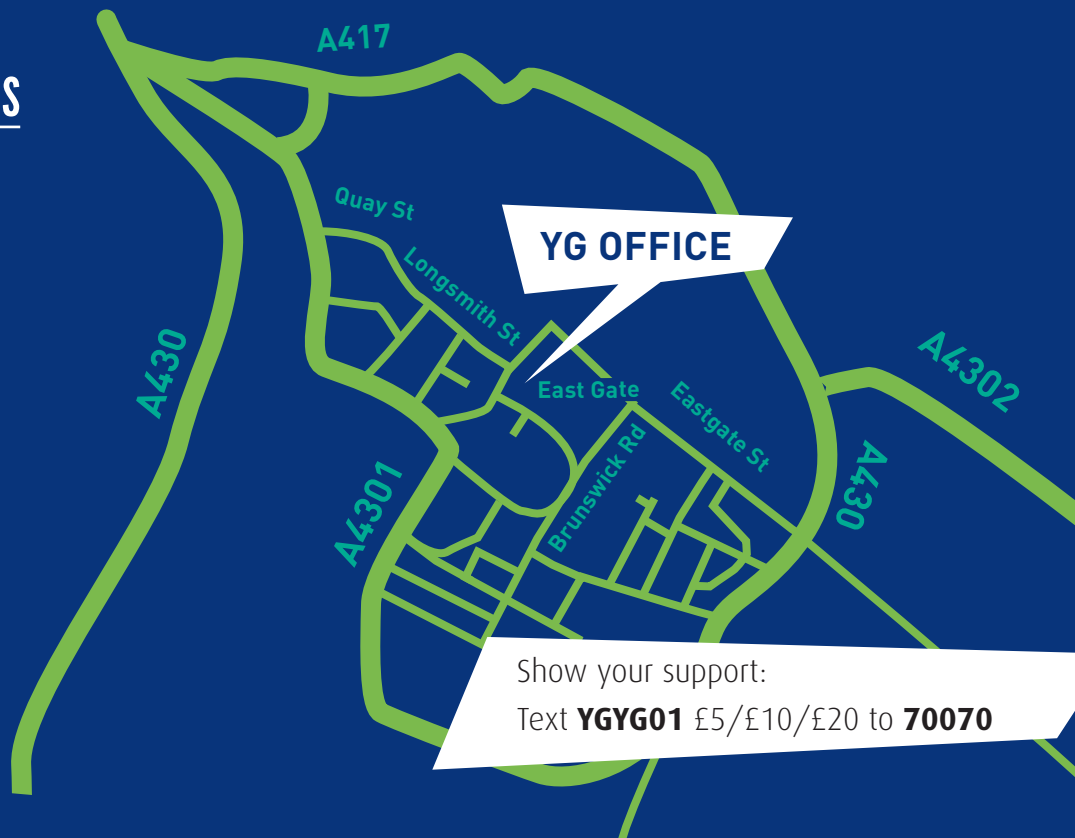 A417
S
Quay St
YG OFFICE
Longsmith St
A430
A4302
East Gate
Eastgate St
Brunswick Rd
A430
A4301
Show your support:
Text YGYG01 £5/£10/£20 to 70070